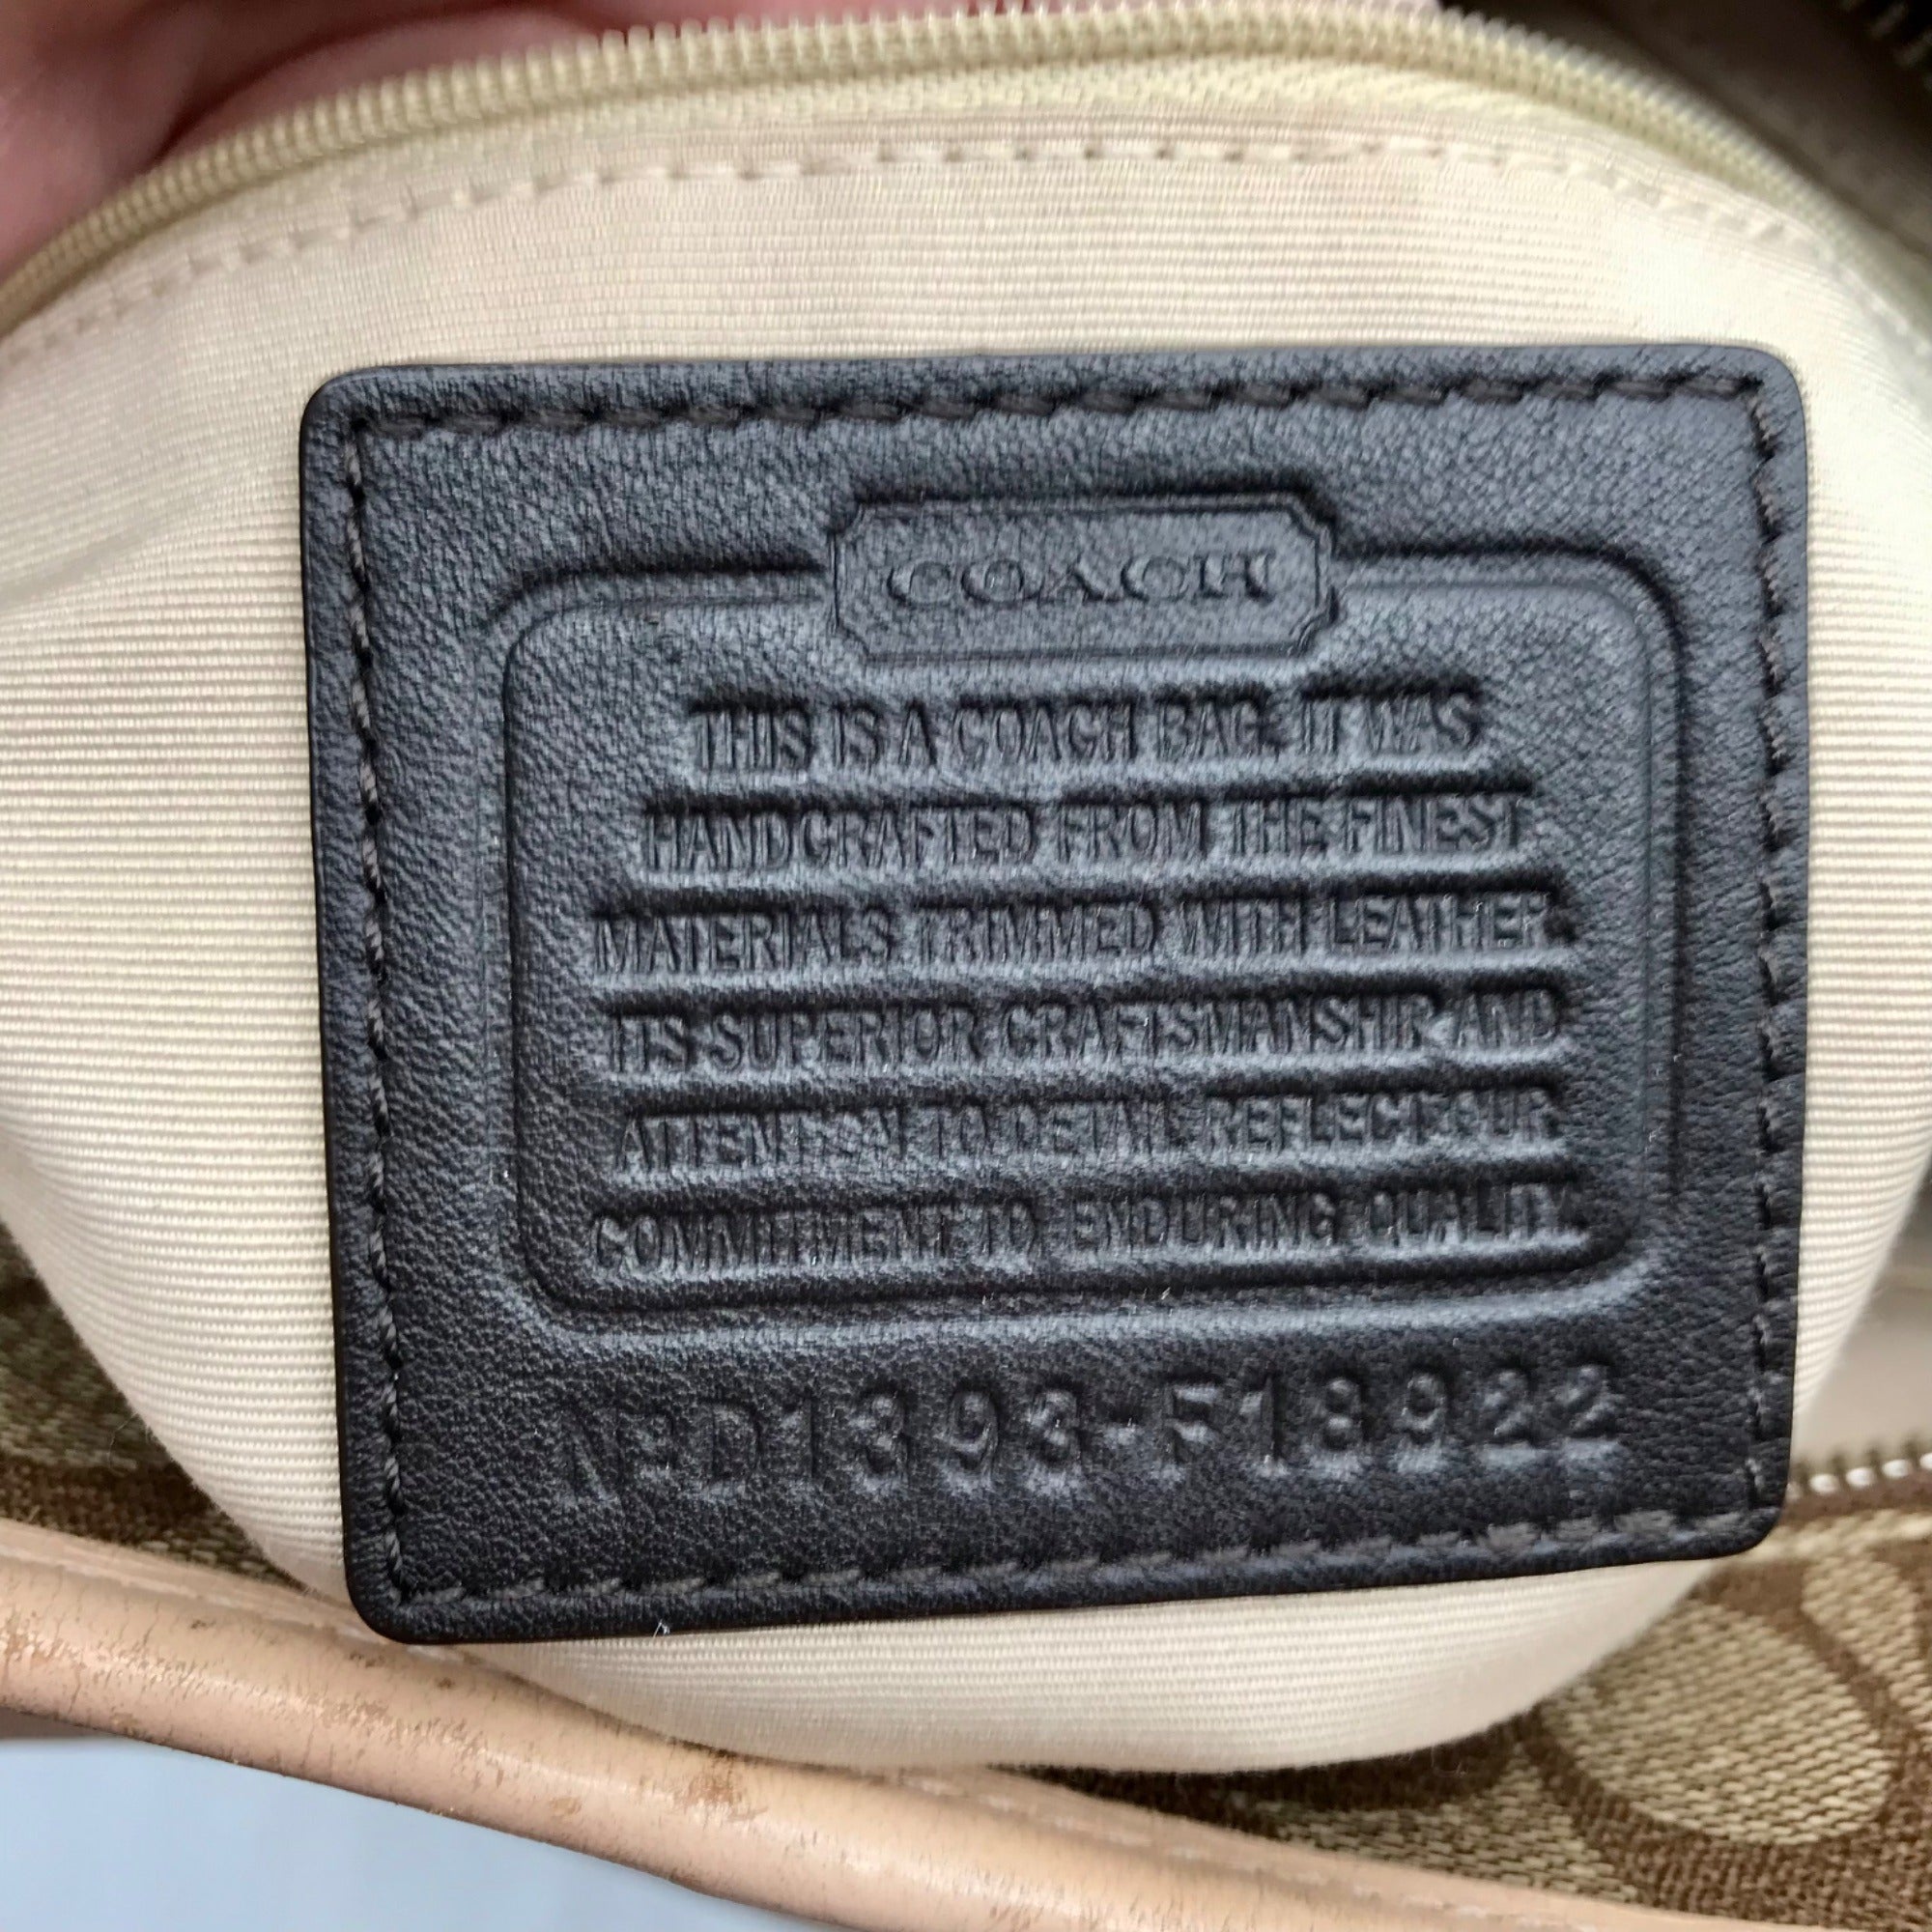 COACH
THIS IS A COACH BAG. IT WAS
HANDCRAFTED FROM THE FINEST
MATERIALS TRIMMED WITH LEATHER.
ITS SUPERIOR CRAFTSMANSHIP AND
ATTENTION TO DETAIL REFLECT OUR
COMMITMENT TO ENDURING QUALITY.
D1393-F18922